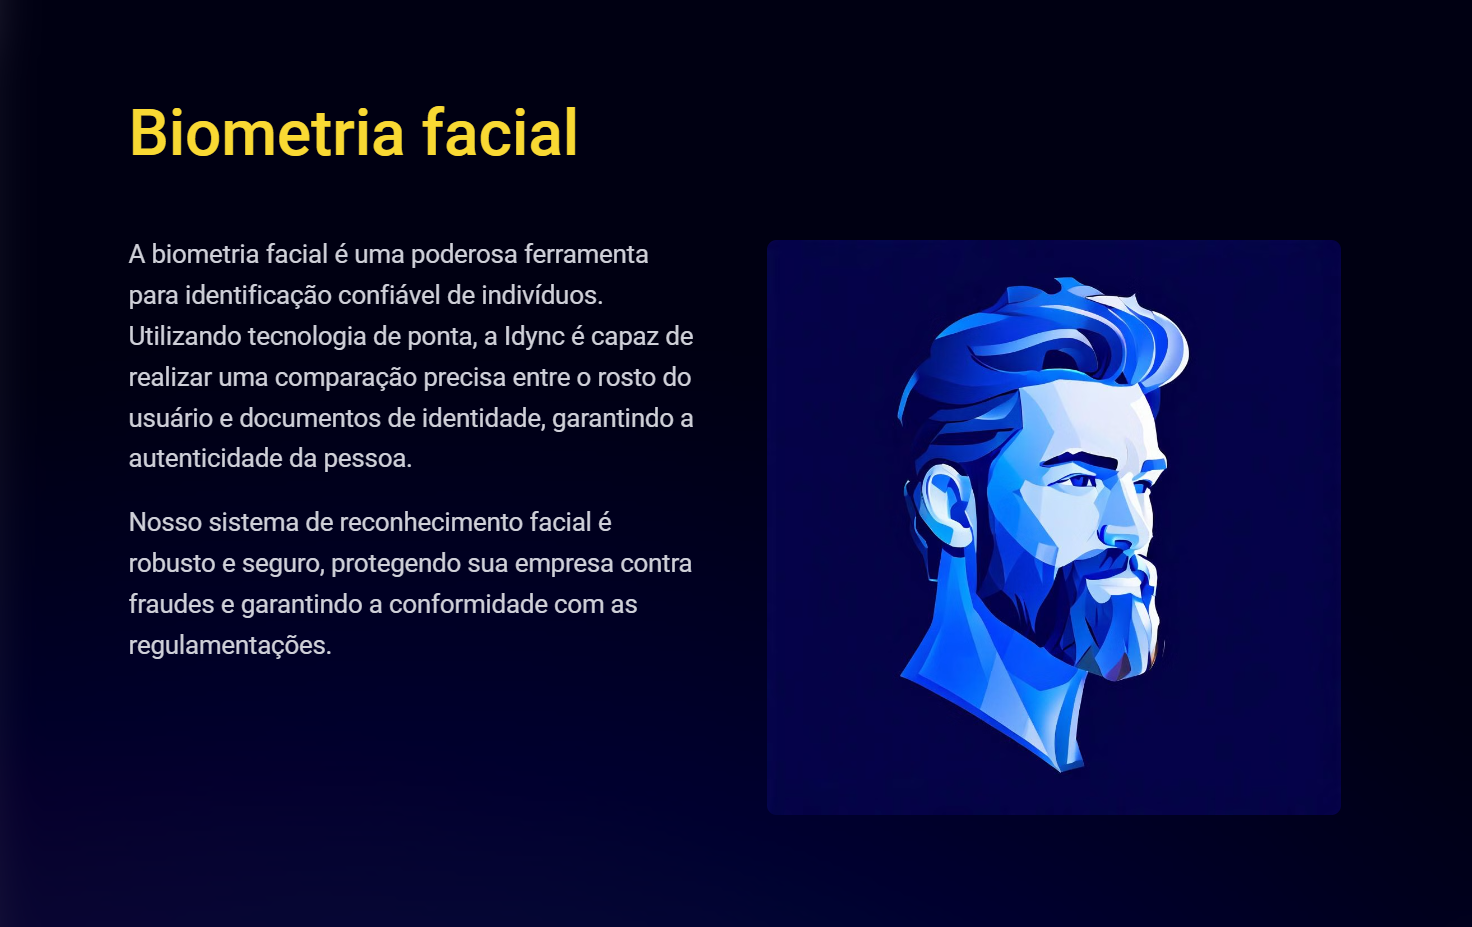 Biometria facial
A biometria facial é uma poderosa ferramenta
para identificação confiável de indivíduos.
Utilizando tecnologia de ponta, a Idync é capaz de
realizar uma comparação precisa entre o rosto do
usuário e documentos de identidade, garantindo a
autenticidade da pessoa.
Nosso sistema de reconhecimento facial é
robusto e seguro, protegendo sua empresa contra
fraudes e garantindo a conformidade com as
regulamentações.